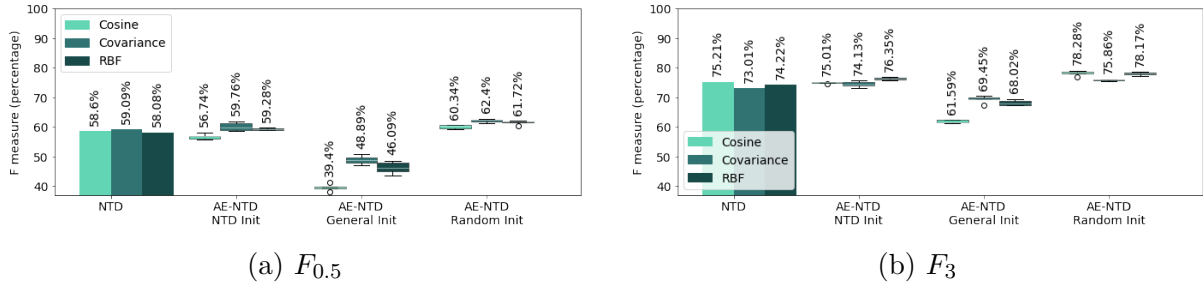 100
90
80
70
60
50
40
F measure (percentage)
Cosine
Covariance
RBF
58.6%
59.09%
58.08%
56.74%
59.76%
59.28%
39.4%
48.89%
46.09%
60.34%
62.4%
61.72%
NTD
AE-NTD
NTD Init
AE-NTD
General Init
AE-NTD
Random Init
(a) F0.5
100
90
80
70
60
50
40
F measure (percentage)
75.21%
73.01%
74.22%
75.01%
74.13%
76.35%
61.59%
69.45%
68.02%
78.28%
75.86%
78.17%
Cosine
Covariance
RBF
NTD
AE-NTD
NTD Init
AE-NTD
General Init
AE-NTD
Random Init
(b) F3